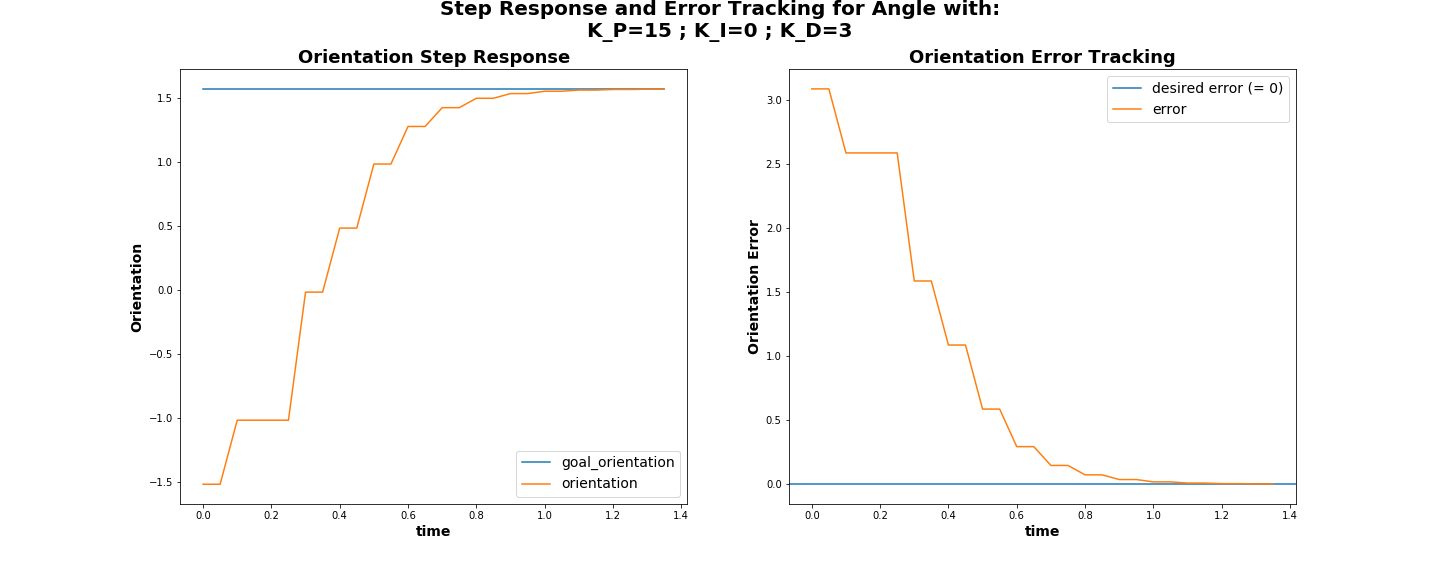 Step Response and Error Tracking for Angle with:
K_P=15 ; K_I=0 ; K_D=3
Orientation Step Response
Orientation
1.5
1.0
0.5
0.0
−0.5
−1.0
−1.5
goal_orientation
orientation
0.0 0.2 0.4 0.6 0.8 1.0 1.2 1.4
time
Orientation Error Tracking
Orientation Error
3.0
2.5
2.0
1.5
1.0
0.5
0.0
desired error (= 0)
error
0.0 0.2 0.4 0.6 0.8 1.0 1.2 1.4
time